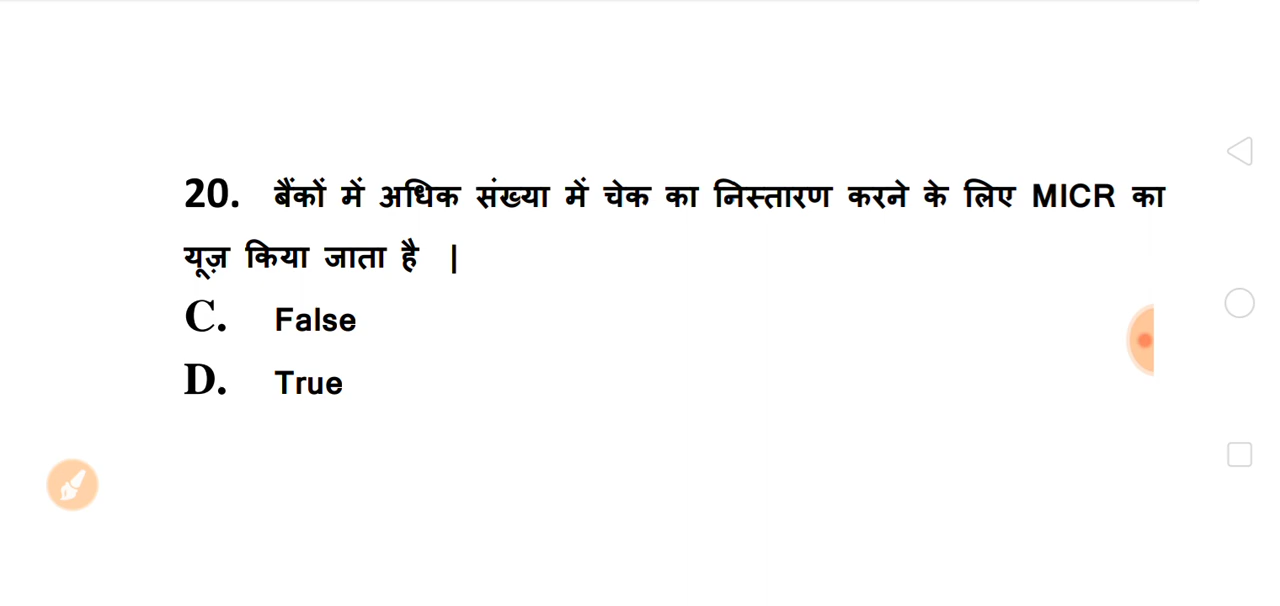 20. बैंकों में अधिक संख्या में चेक का निस्तारण करने के लिए MICR का
यूज़ किया जाता है |
C. False
D. True